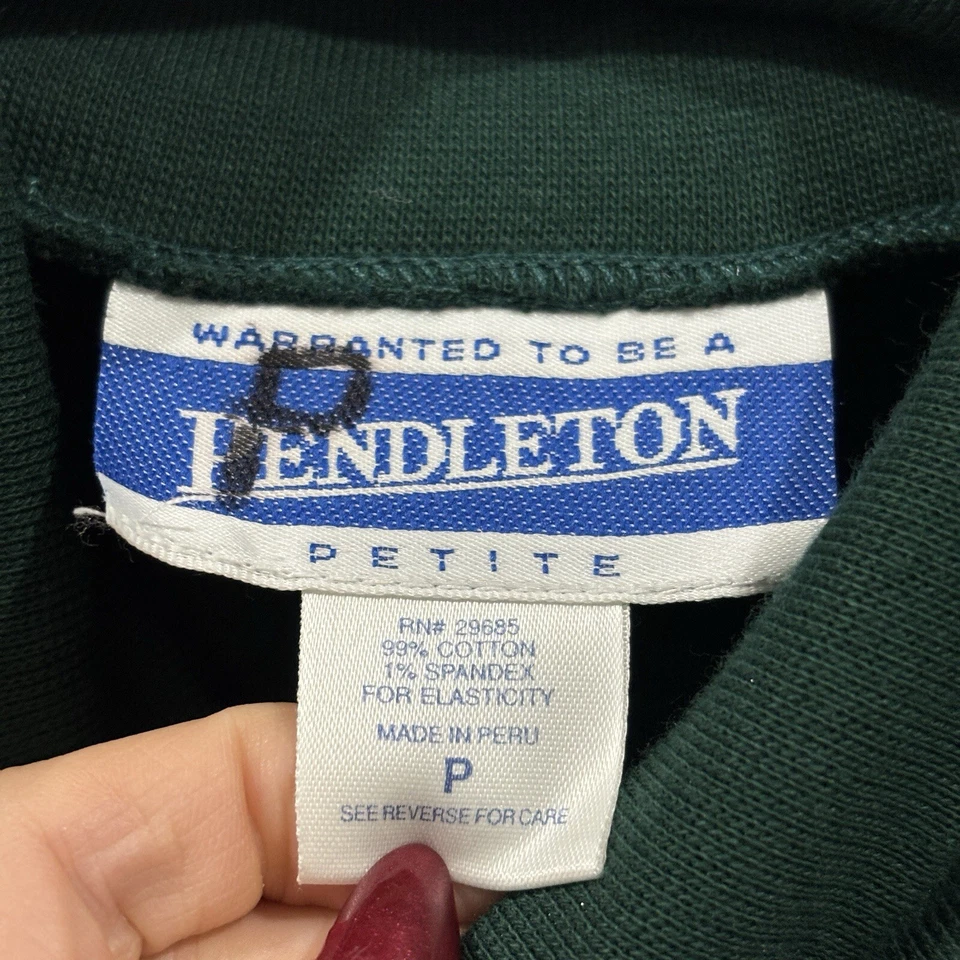 WARRANTED TO BE A
P
PENDLETON
PETITE
RN# 29685
99% COTTON
1% SPANDEX
FOR ELASTICITY
MADE IN PERU
P
SEE REVERSE FOR CARE